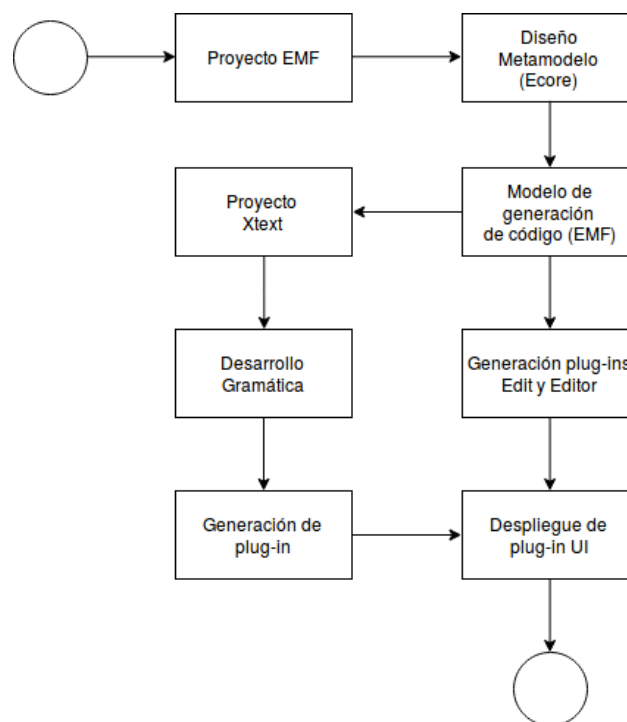 Proyecto EMF
Diseño
Metamodelo
(Ecore)
Proyecto
Xtext
Modelo de
generación
de código (EMF)
Desarrollo
Gramática
Generación plug-ins
Edit y Editor
Generación de
plug-in
Despliegue de
plug-in UI